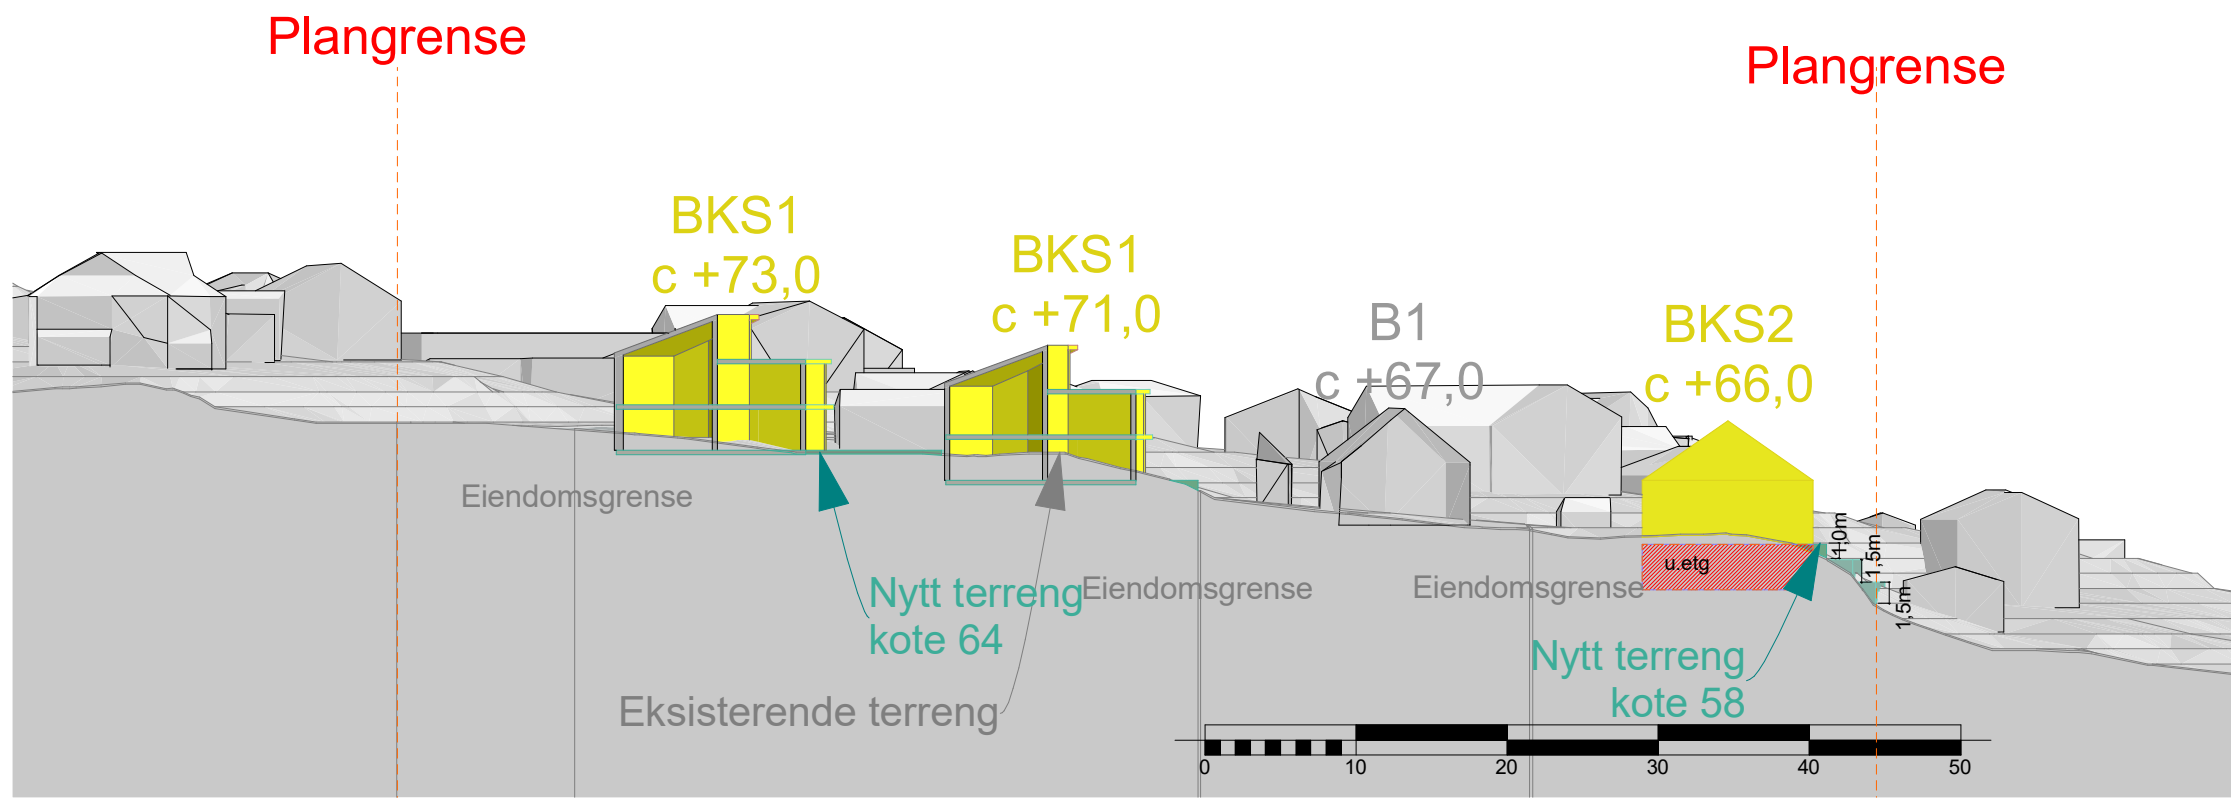 Plangrense
Plangrense
BKS1
c +73,0
BKS1
c +71,0
B1
c +67,0
BKS2
c +66,0
Eiendomsgrense
Nytt terreng
kote 64
Eksisterende terreng
Eiendomsgrense
Eiendomsgrense
u.etg
1,0m
1,5m
1,5m
Nytt terreng
kote 58
0 10 20 30 40 50